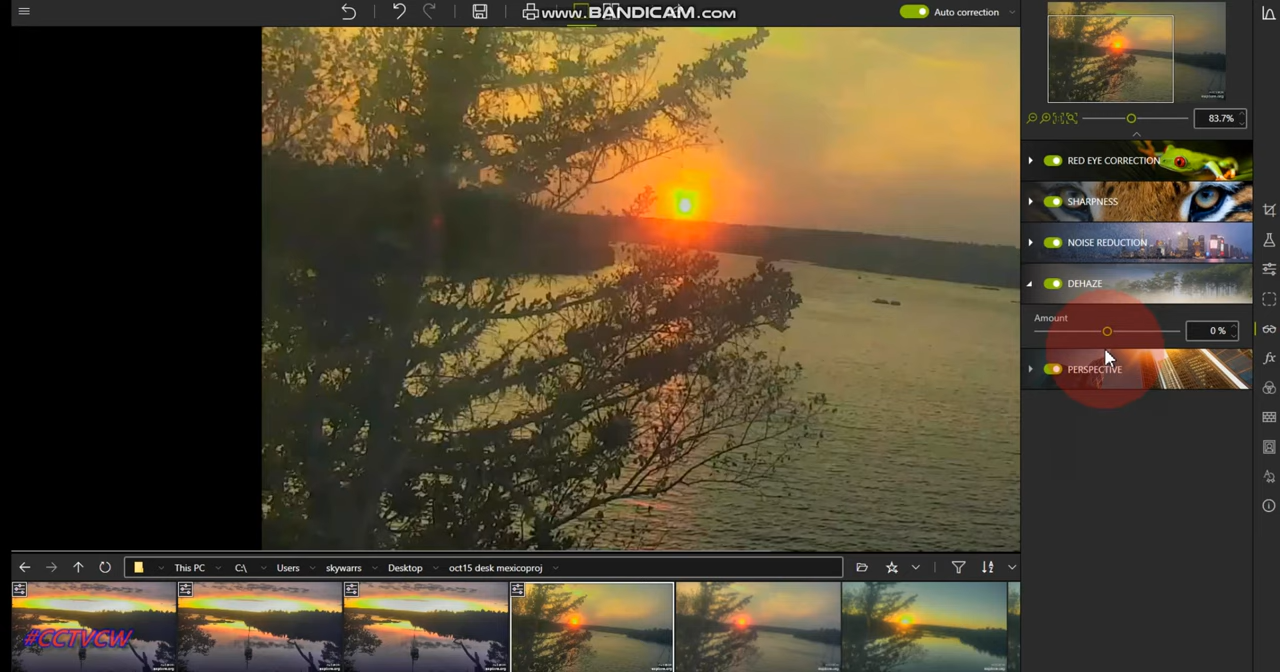 www.BANDICAM.com
Auto correction
83.7%
RED EYE CORRECTION
SHARPNESS
NOISE REDUCTION
DEHAZE
Amount
0 %
PERSPECTIVE
This PC
C:\
Users
skywarrs
Desktop
oct15 desk mexicoproj
#CCTVCW